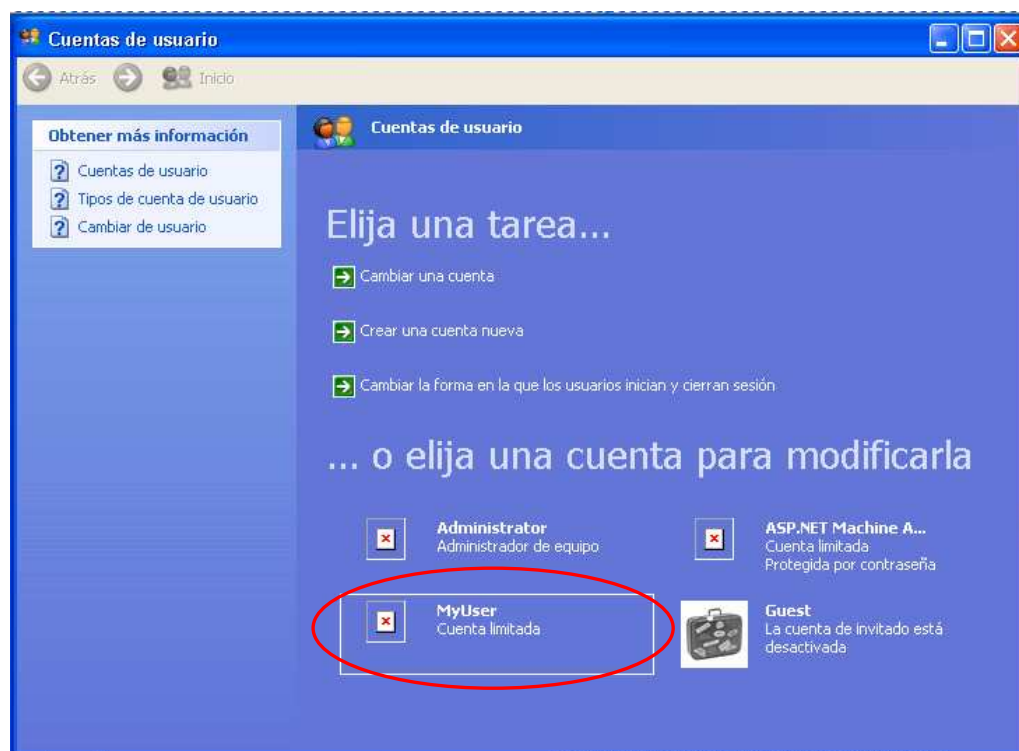 Cuentas de usuario
Atrás
Inicio
Obtener más información
Cuentas de usuario
Tipos de cuenta de usuario
Cambiar de usuario
Cuentas de usuario
Elija una tarea...
Cambiar una cuenta
Crear una cuenta nueva
Cambiar la forma en la que los usuarios inician y cierran sesión
... o elija una cuenta para modificarla
Administrator
Administrador de equipo
ASP.NET Machine A...
Cuenta limitada
Protegida por contraseña
MyUser
Cuenta limitada
Guest
La cuenta de invitado está
desactivada